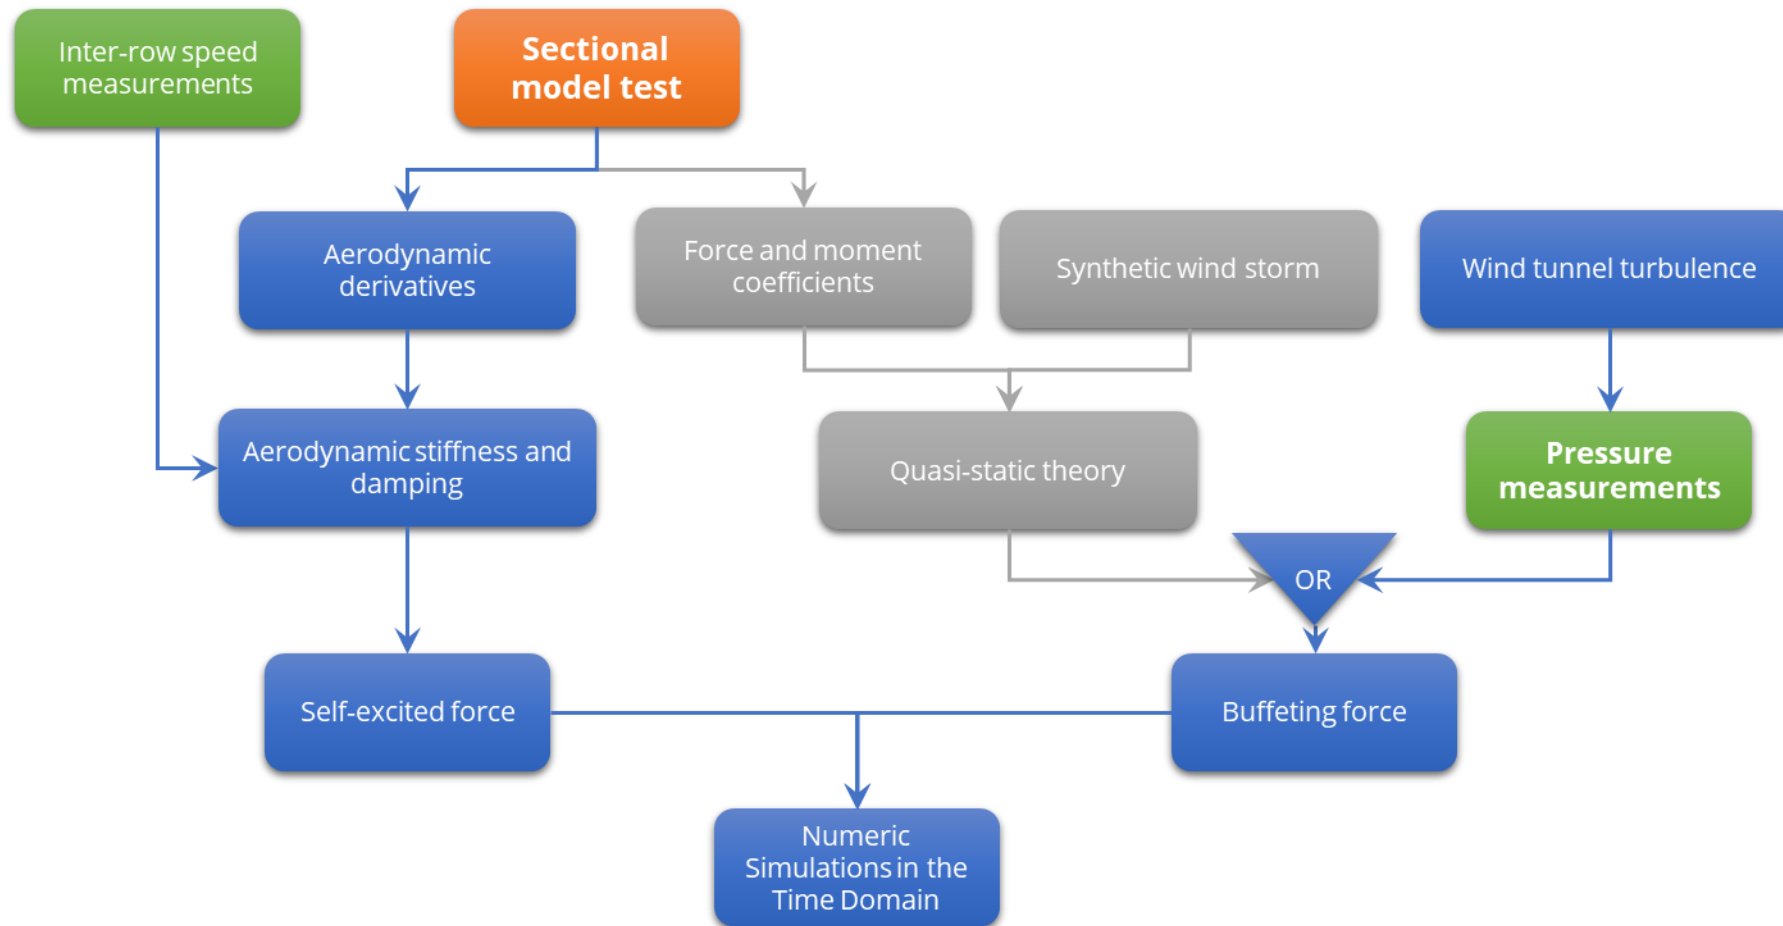 Inter-row speed
measurements
Sectional
model test
Aerodynamic
derivatives
Force and moment
coefficients
Synthetic wind storm
Wind tunnel turbulence
Aerodynamic stiffness and
damping
Quasi-static theory
Pressure
measurements
OR
Self-excited force
Buffeting force
Numeric
Simulations in the
Time Domain